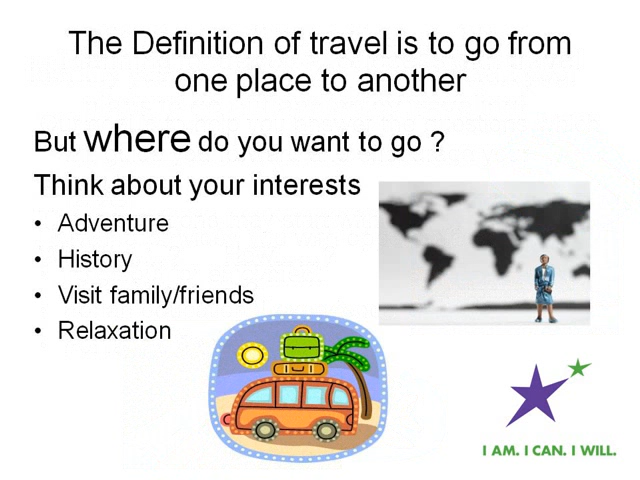 The Definition of travel is to go from
one place to another
But where do you want to go ?
Think about your interests
• Adventure
• History
• Visit family/friends
• Relaxation
I AM. I CAN. I WILL.